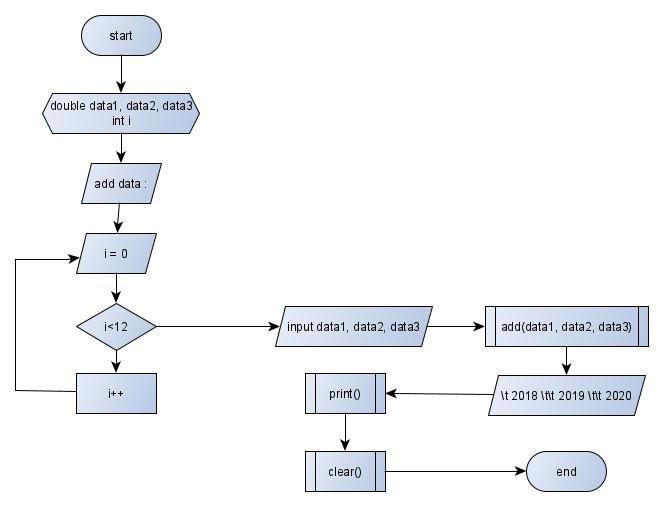 start
double data1, data2, data3
int i
add data :
i = 0
i<12
input data1, data2, data3
add(data1, data2, data3)
i++
print()
\t 2018 \t\t 2019 \t\t 2020
clear()
end